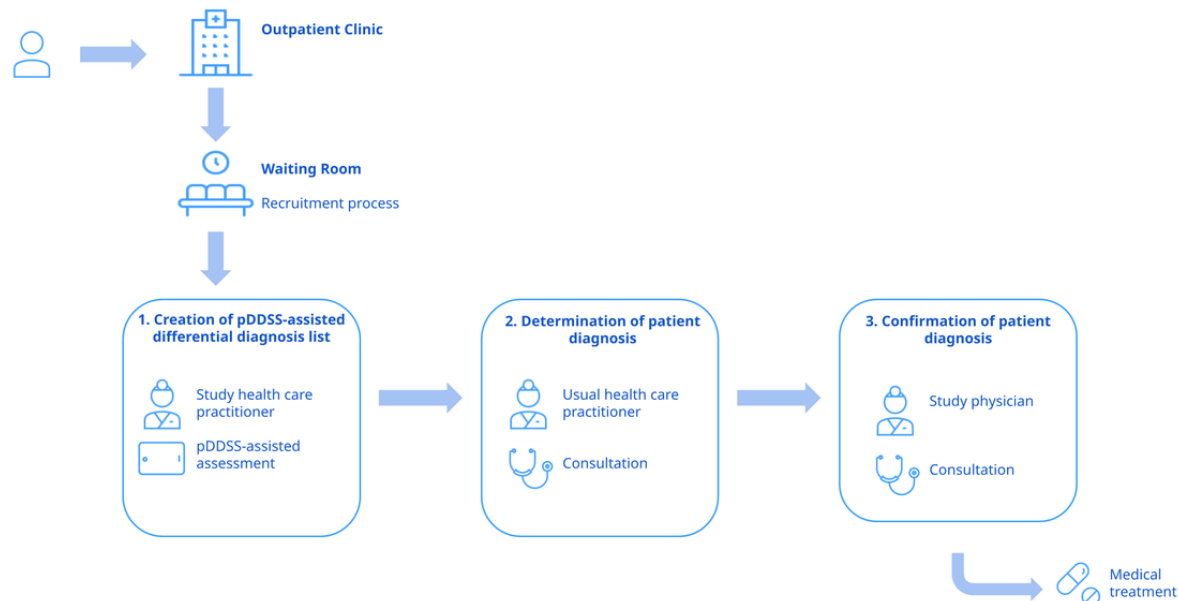 Outpatient Clinic
Waiting Room
Recruitment process
1. Creation of pDDSS-assisted
differential diagnosis list
Study health care
practitioner
pDDSS-assisted
assessment
2. Determination of patient
diagnosis
Usual health care
practitioner
Consultation
3. Confirmation of patient
diagnosis
Study physician
Consultation
Medical
treatment